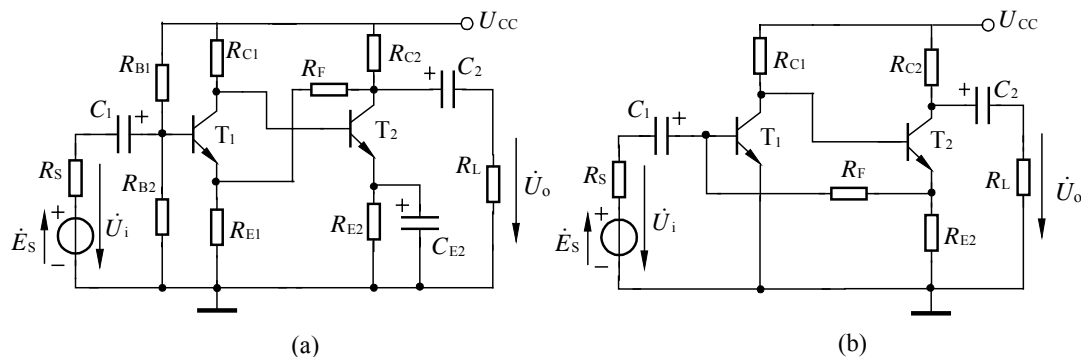 U_CC
R_B1
R_C1
R_F
R_C2
C_1
+
+
C_2
T_1
T_2
R_S
R_B2
U̇_i
R_E1
R_E2
+
C_E2
R_L
U̇_o
Ė_S
+
−
(a)
U_CC
R_C1
R_C2
C_1
+
+
C_2
T_1
T_2
R_S
R_F
R_L
U̇_o
U̇_i
R_E2
Ė_S
+
−
(b)